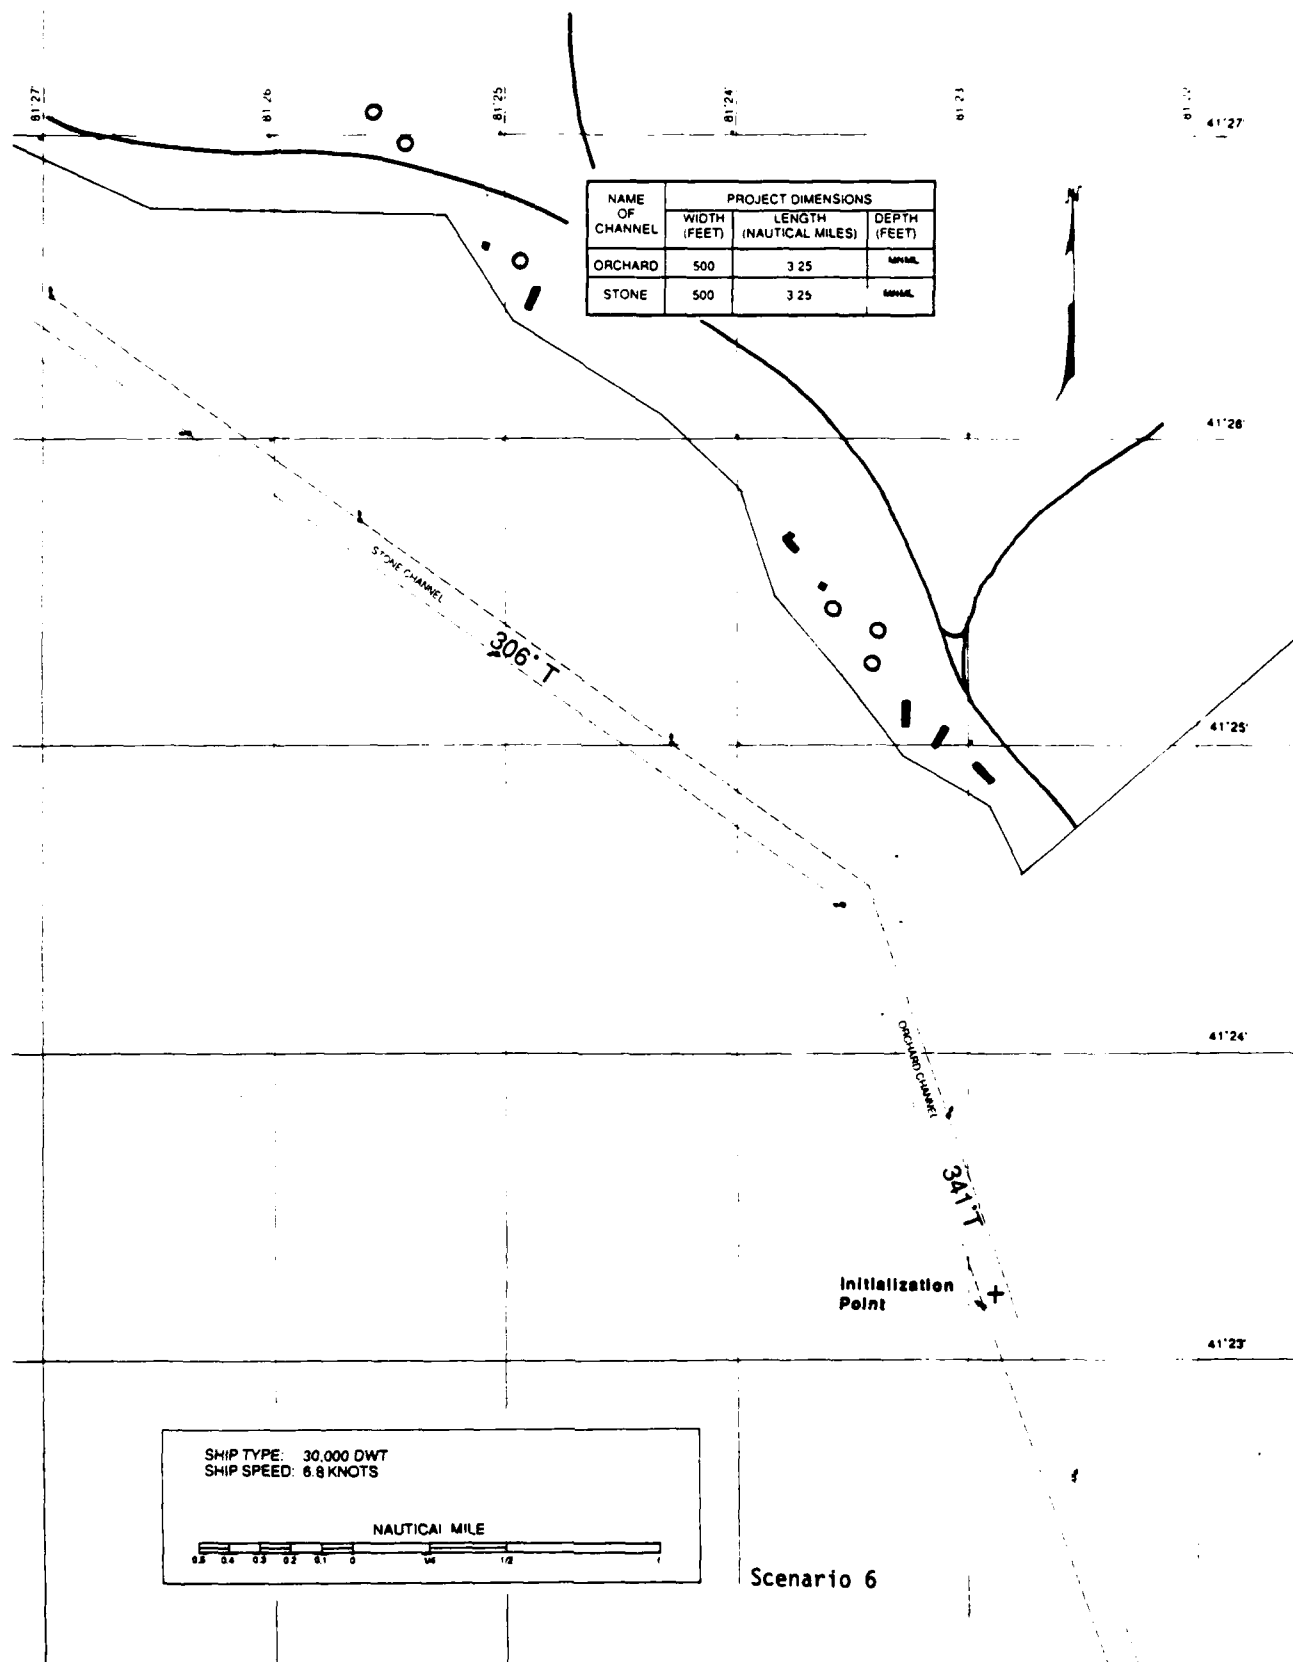 81°27'
81°26
81°25
81°24'
81°23
41°27'
NAME OF CHANNEL
PROJECT DIMENSIONS
WIDTH (FEET)
LENGTH (NAUTICAL MILES)
DEPTH (FEET)
ORCHARD 500 3 25
STONE 500 3 25
N
41°26'
STONE CHANNEL
306° T
41°25'
41°24'
ORCHARD CHANNEL
341° T
Initialization
Point
41°23'
SHIP TYPE: 30,000 DWT
SHIP SPEED: 6.8 KNOTS
NAUTICAL MILE
0.5 0.4 0.3 0.2 0.1 0 1/4 1/2 1
Scenario 6